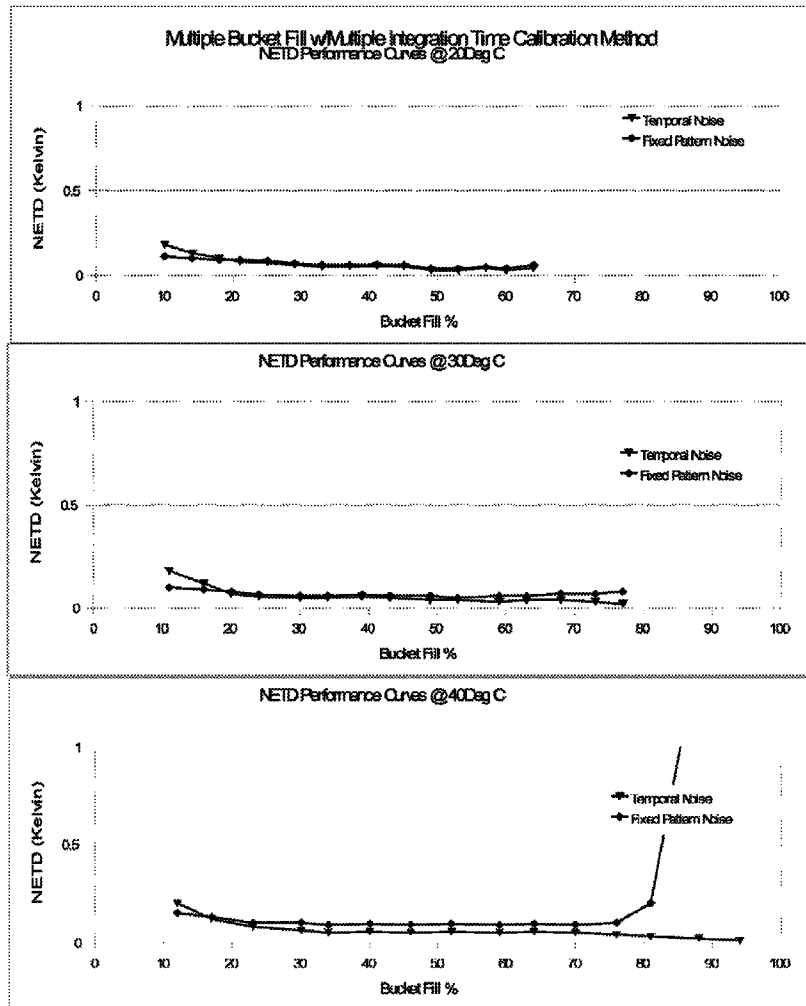 Multiple Bucket Fill w/Multiple Integration Time Calibration Method
NETD Performance Curves @ 20Deg C
1
0.5
0
NETD (Kelvin)
Temporal Noise
Fixed Pattern Noise
0 10 20 30 40 50 60 70 80 90 100
Bucket Fill %
NETD Performance Curves @ 30Deg C
1
0.5
0
NETD (Kelvin)
Temporal Noise
Fixed Pattern Noise
0 10 20 30 40 50 60 70 80 90 100
Bucket Fill %
NETD Performance Curves @ 40Deg C
1
0.5
0
NETD (Kelvin)
Temporal Noise
Fixed Pattern Noise
0 10 20 30 40 50 60 70 80 90 100
Bucket Fill %